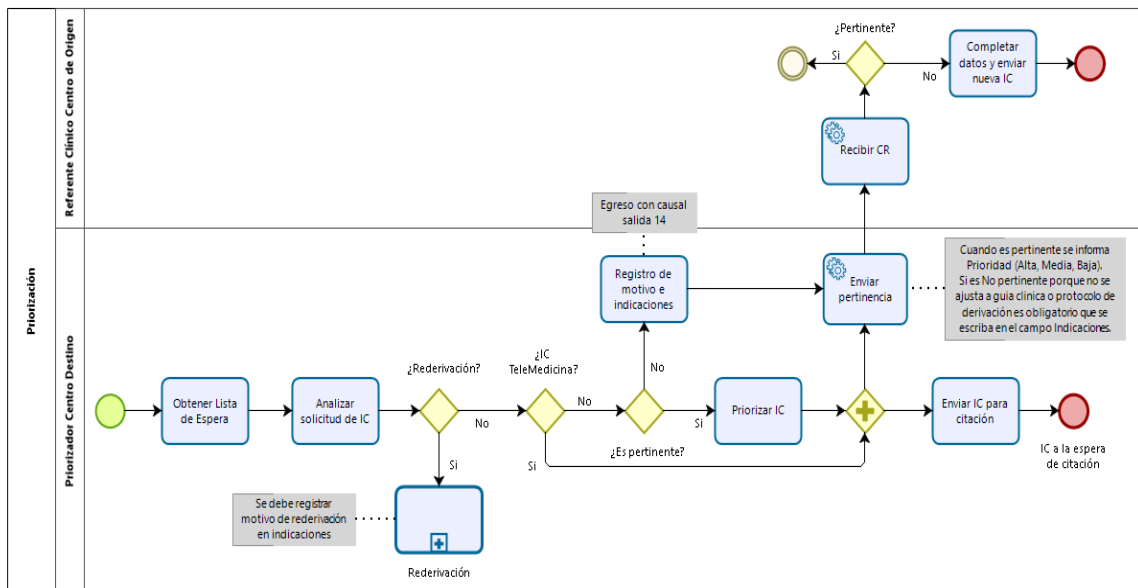 Priorización
Referente Clínico Centro de Origen
¿Pertinente?
Si
No
Completar
datos y enviar
nueva IC
Recibir CR
Egreso con causal
salida 14
Priorizador Centro Destino
Registro de
motivo e
indicaciones
Enviar
pertinencia
Cuando es pertinente se informa
Prioridad (Alta, Media, Baja).
Si es No pertinente porque no se
ajusta a guia clinica o protocolo de
derivación es obligatorio que se
escriba en el campo Indicaciones.
Obtener Lista
de Espera
Analizar
solicitud de IC
¿Rederivación?
No
Si
¿IC
TeleMedicina?
No
Si
¿Es pertinente?
No
Si
Priorizar IC
Enviar IC para
citación
IC a la espera
de citación
Se debe registrar
motivo de rederivación
en indicaciones
Rederivación